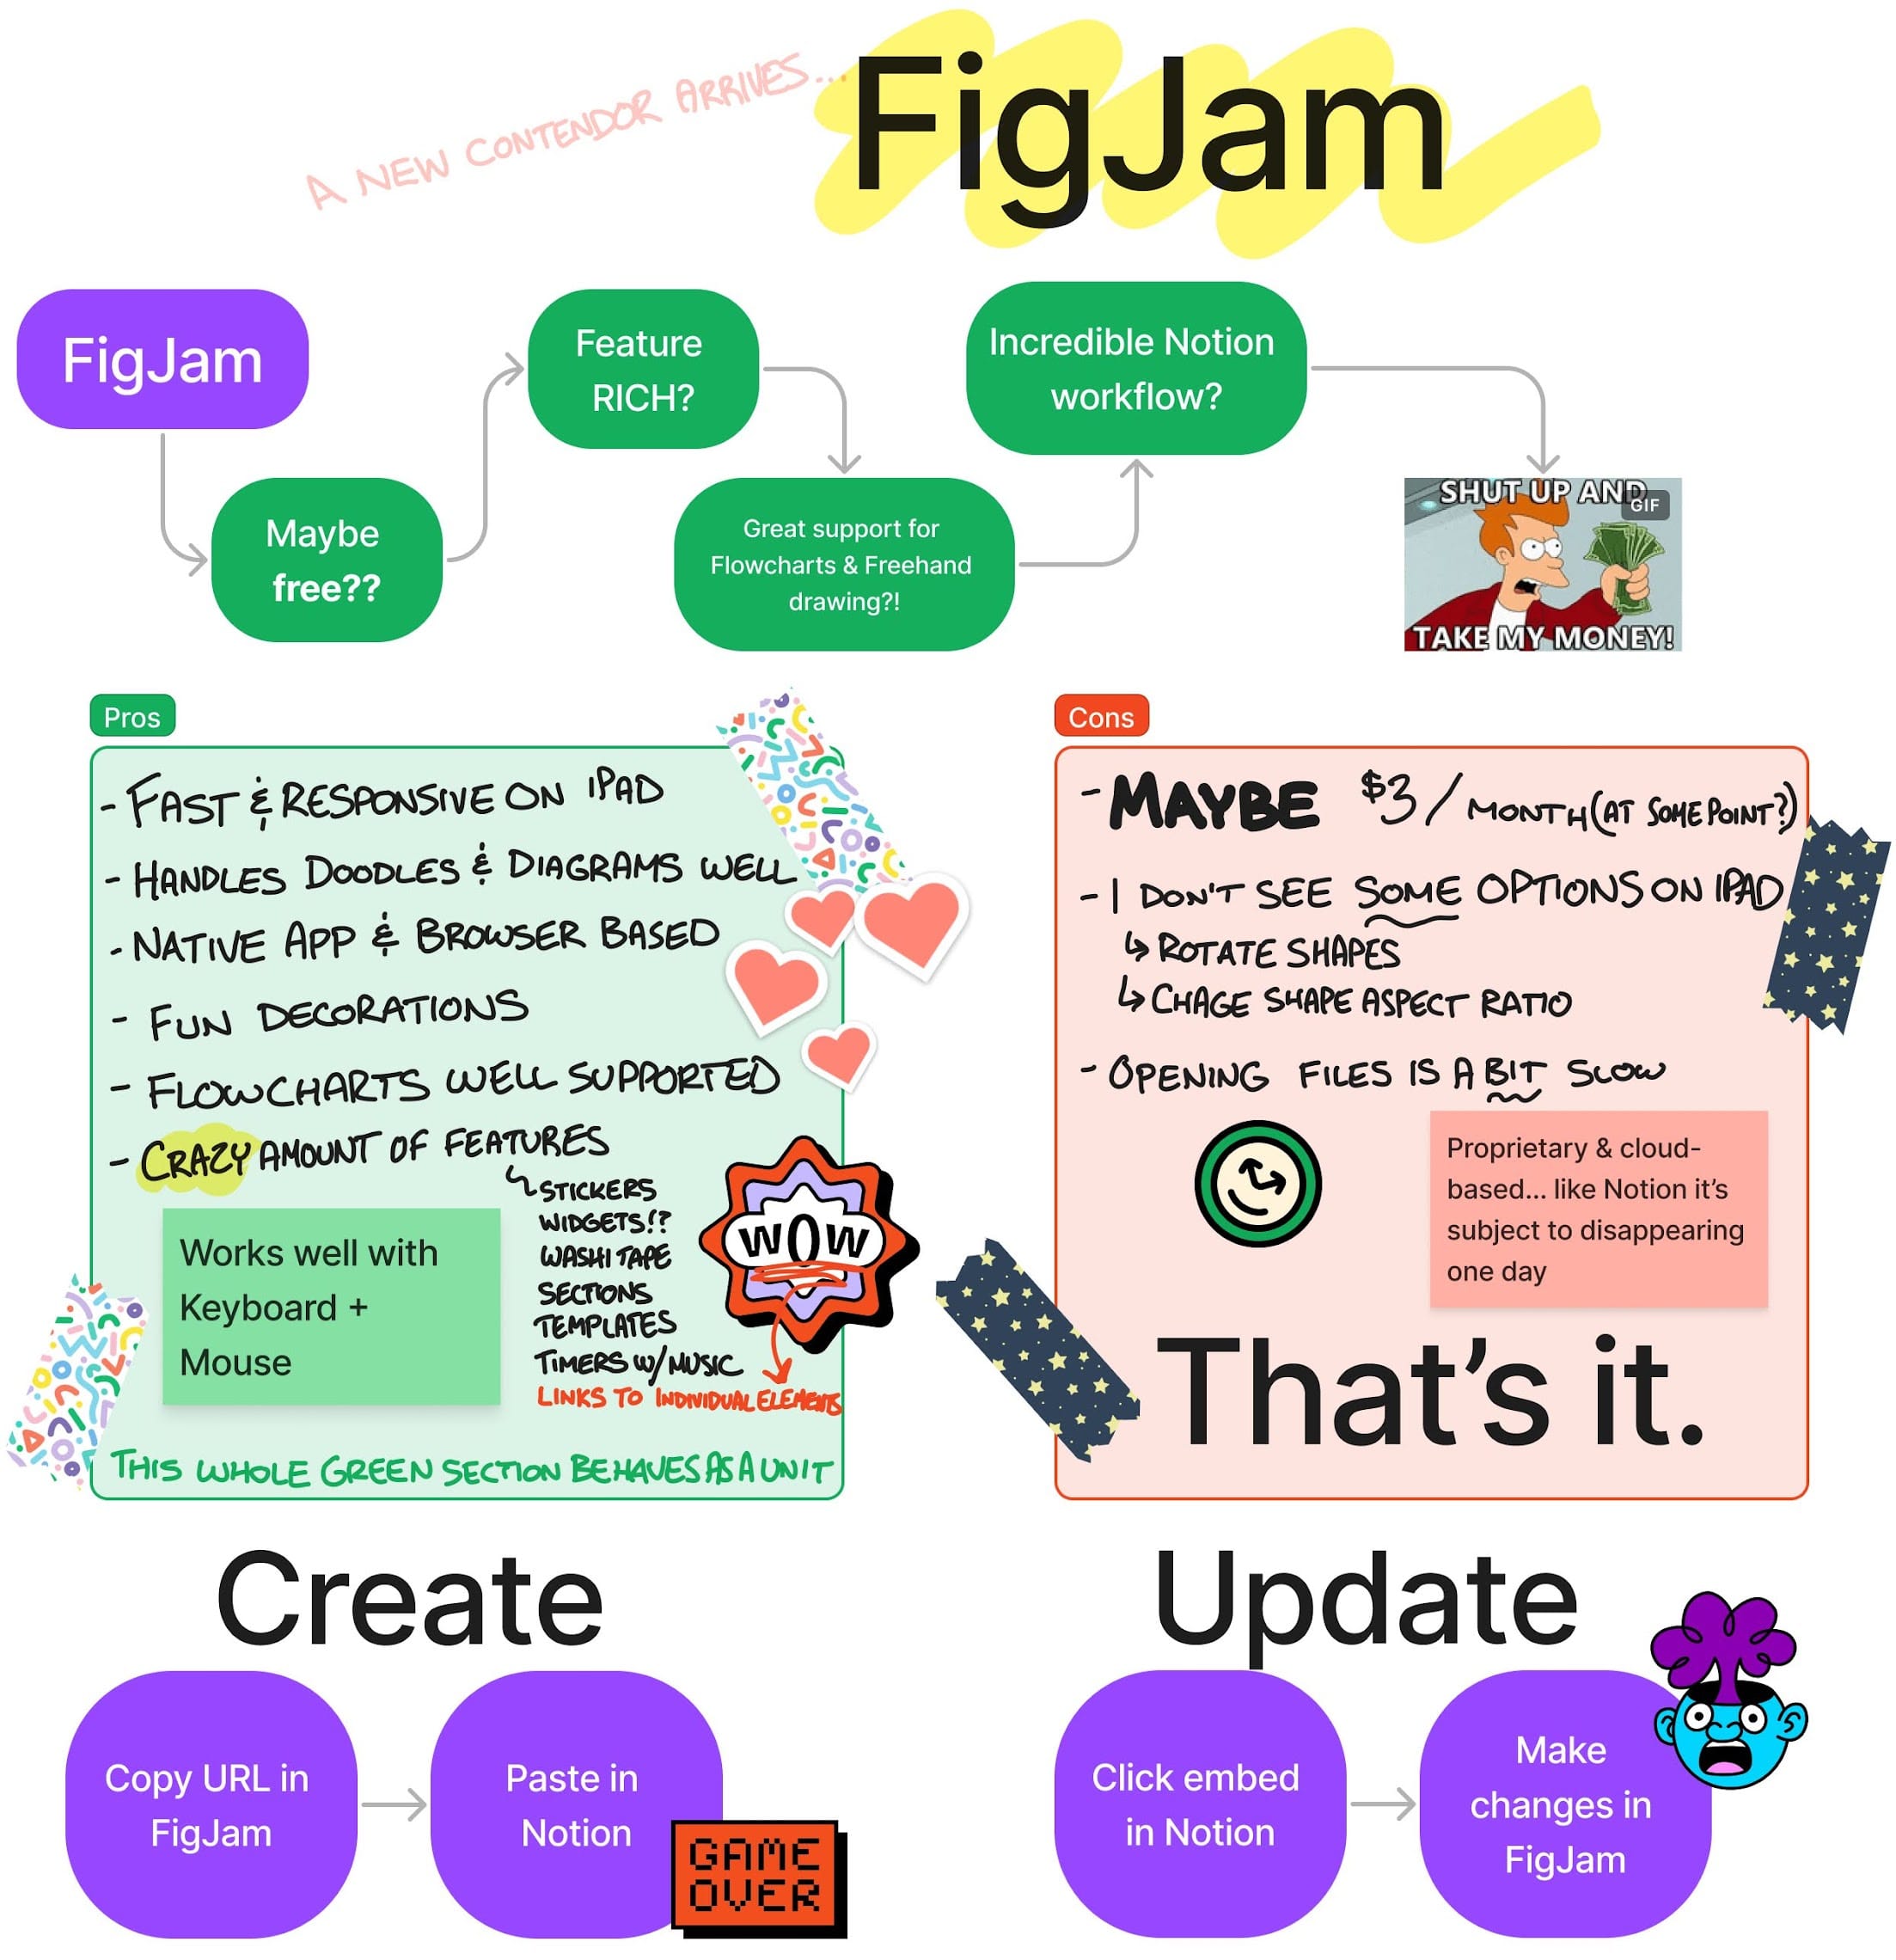 A NEW CONTENDOR ARRIVES...
FigJam
FigJam
Maybe
free??
Feature
RICH?
Great support for
Flowcharts & Freehand
drawing?!
Incredible Notion
workflow?
SHUT UP AND
GIF
TAKE MY MONEY!
Pros
- FAST & RESPONSIVE ON IPAD
- HANDLES DOODLES & DIAGRAMS WELL
- NATIVE APP & BROWSER BASED
- FUN DECORATIONS
- FLOWCHARTS WELL SUPPORTED
- CRAZY AMOUNT OF FEATURES
STICKERS
WIDGETS!?
WASHI TAPE
SECTIONS
TEMPLATES
TIMERS W/MUSIC
LINKS TO INDIVIDUAL ELEMENTS
WOW
Works well with
Keyboard +
Mouse
THIS WHOLE GREEN SECTION BEHAVES AS A UNIT
Cons
- MAYBE $3/MONTH (AT SOME POINT?)
- I DON'T SEE SOME OPTIONS ON IPAD
↳ ROTATE SHAPES
↳ CHAGE SHAPE ASPECT RATIO
- OPENING FILES IS A BIT SLOW
Proprietary & cloud-
based... like Notion it's
subject to disappearing
one day
That's it.
Create
Copy URL in
FigJam
Paste in
Notion
GAME
OVER
Update
Click embed
in Notion
Make
changes in
FigJam